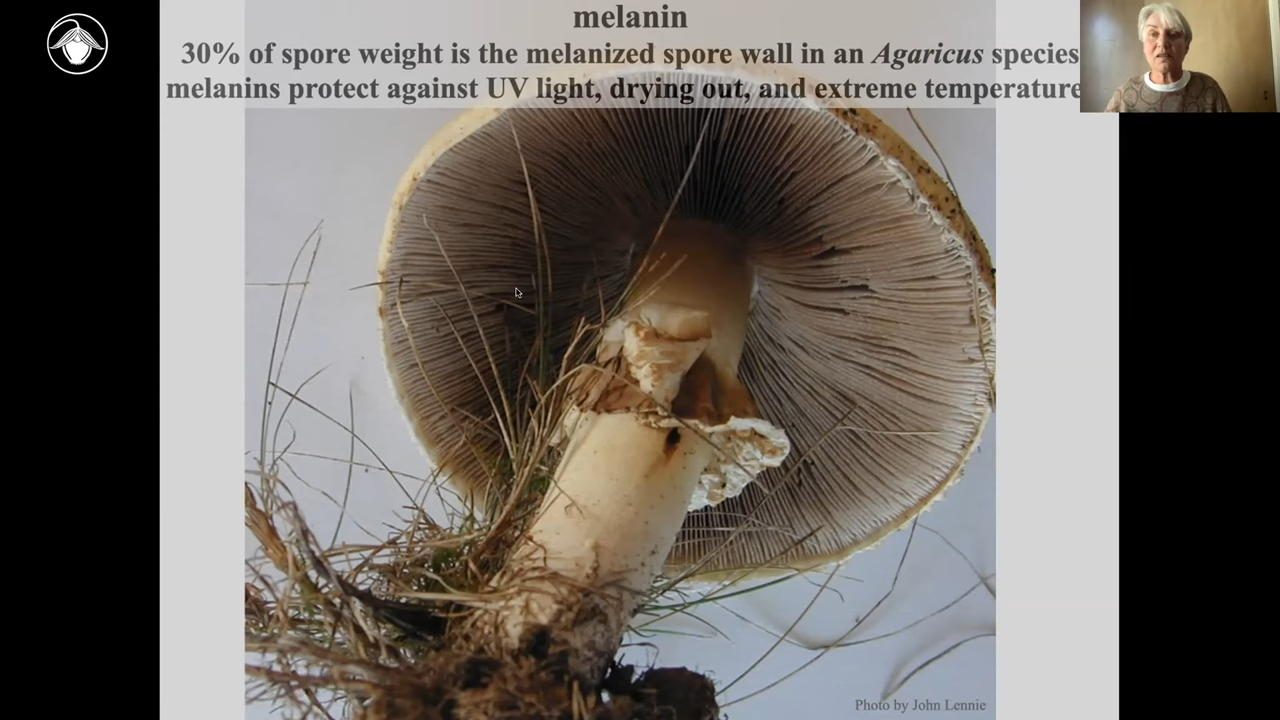 melanin
30% of spore weight is the melanized spore wall in an Agaricus species
melanins protect against UV light, drying out, and extreme temperature
Photo by John Lennie